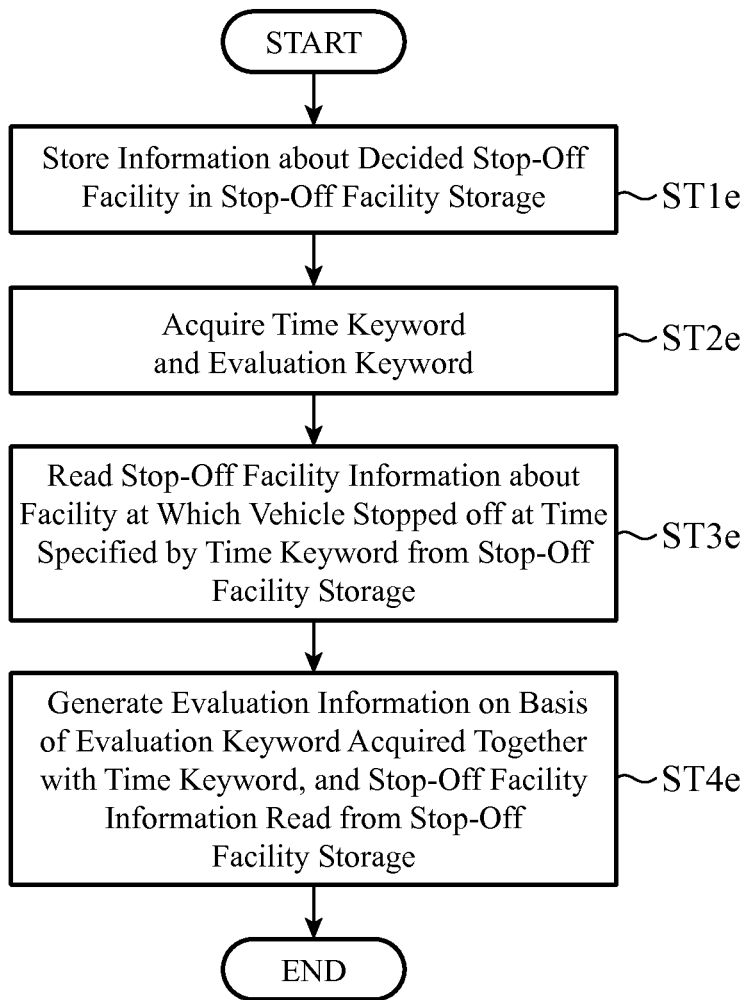 START
Store Information about Decided Stop-Off
Facility in Stop-Off Facility Storage
ST1e
Acquire Time Keyword
and Evaluation Keyword
ST2e
Read Stop-Off Facility Information about
Facility at Which Vehicle Stopped off at Time
Specified by Time Keyword from Stop-Off
Facility Storage
ST3e
Generate Evaluation Information on Basis
of Evaluation Keyword Acquired Together
with Time Keyword, and Stop-Off Facility
Information Read from Stop-Off
Facility Storage
ST4e
END